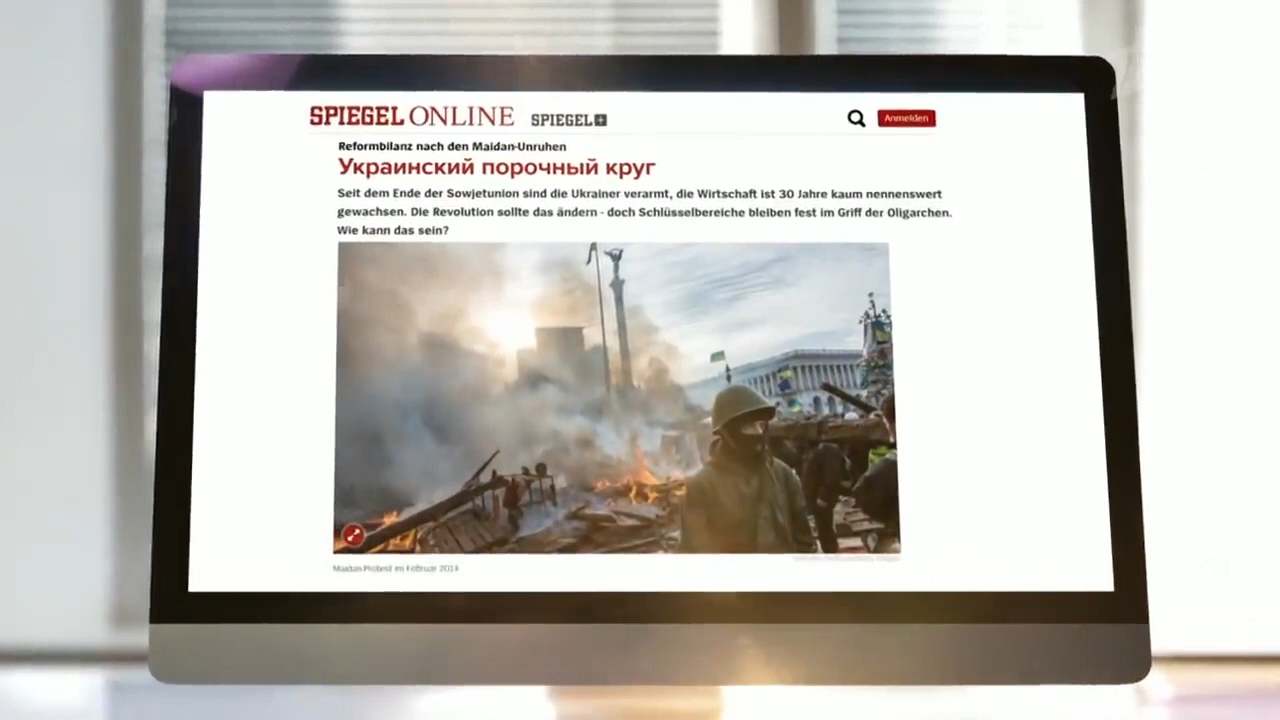 SPIEGEL ONLINE SPIEGEL+
Anmelden
Reformbilanz nach den Maidan-Unruhen
Украинский порочный круг
Seit dem Ende der Sowjetunion sind die Ukrainer verarmt, die Wirtschaft ist 30 Jahre kaum nennenswert
gewachsen. Die Revolution sollte das ändern - doch Schlüsselbereiche bleiben fest im Griff der Oligarchen.
Wie kann das sein?
Maidan-Protest im Februar 2014